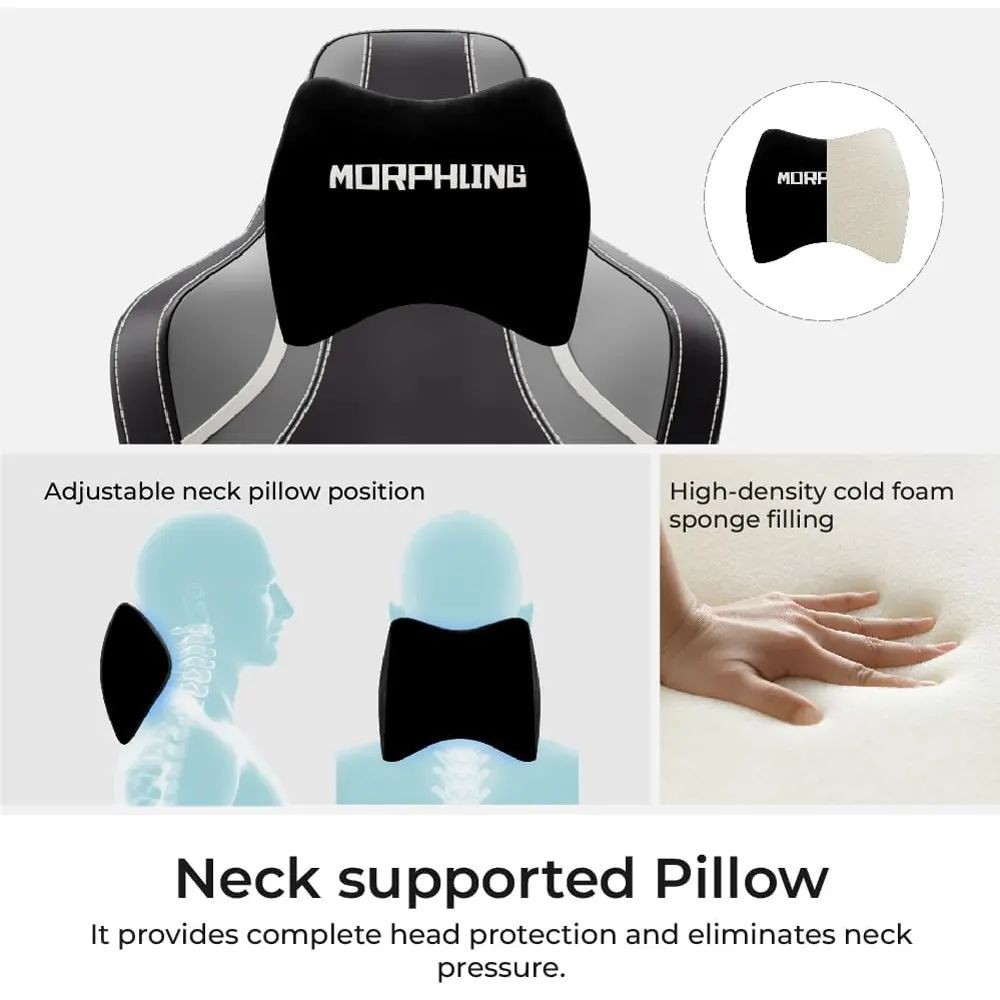 MORPHLING
MORP
Adjustable neck pillow position
High-density cold foam
sponge filling
Neck supported Pillow
It provides complete head protection and eliminates neck
pressure.